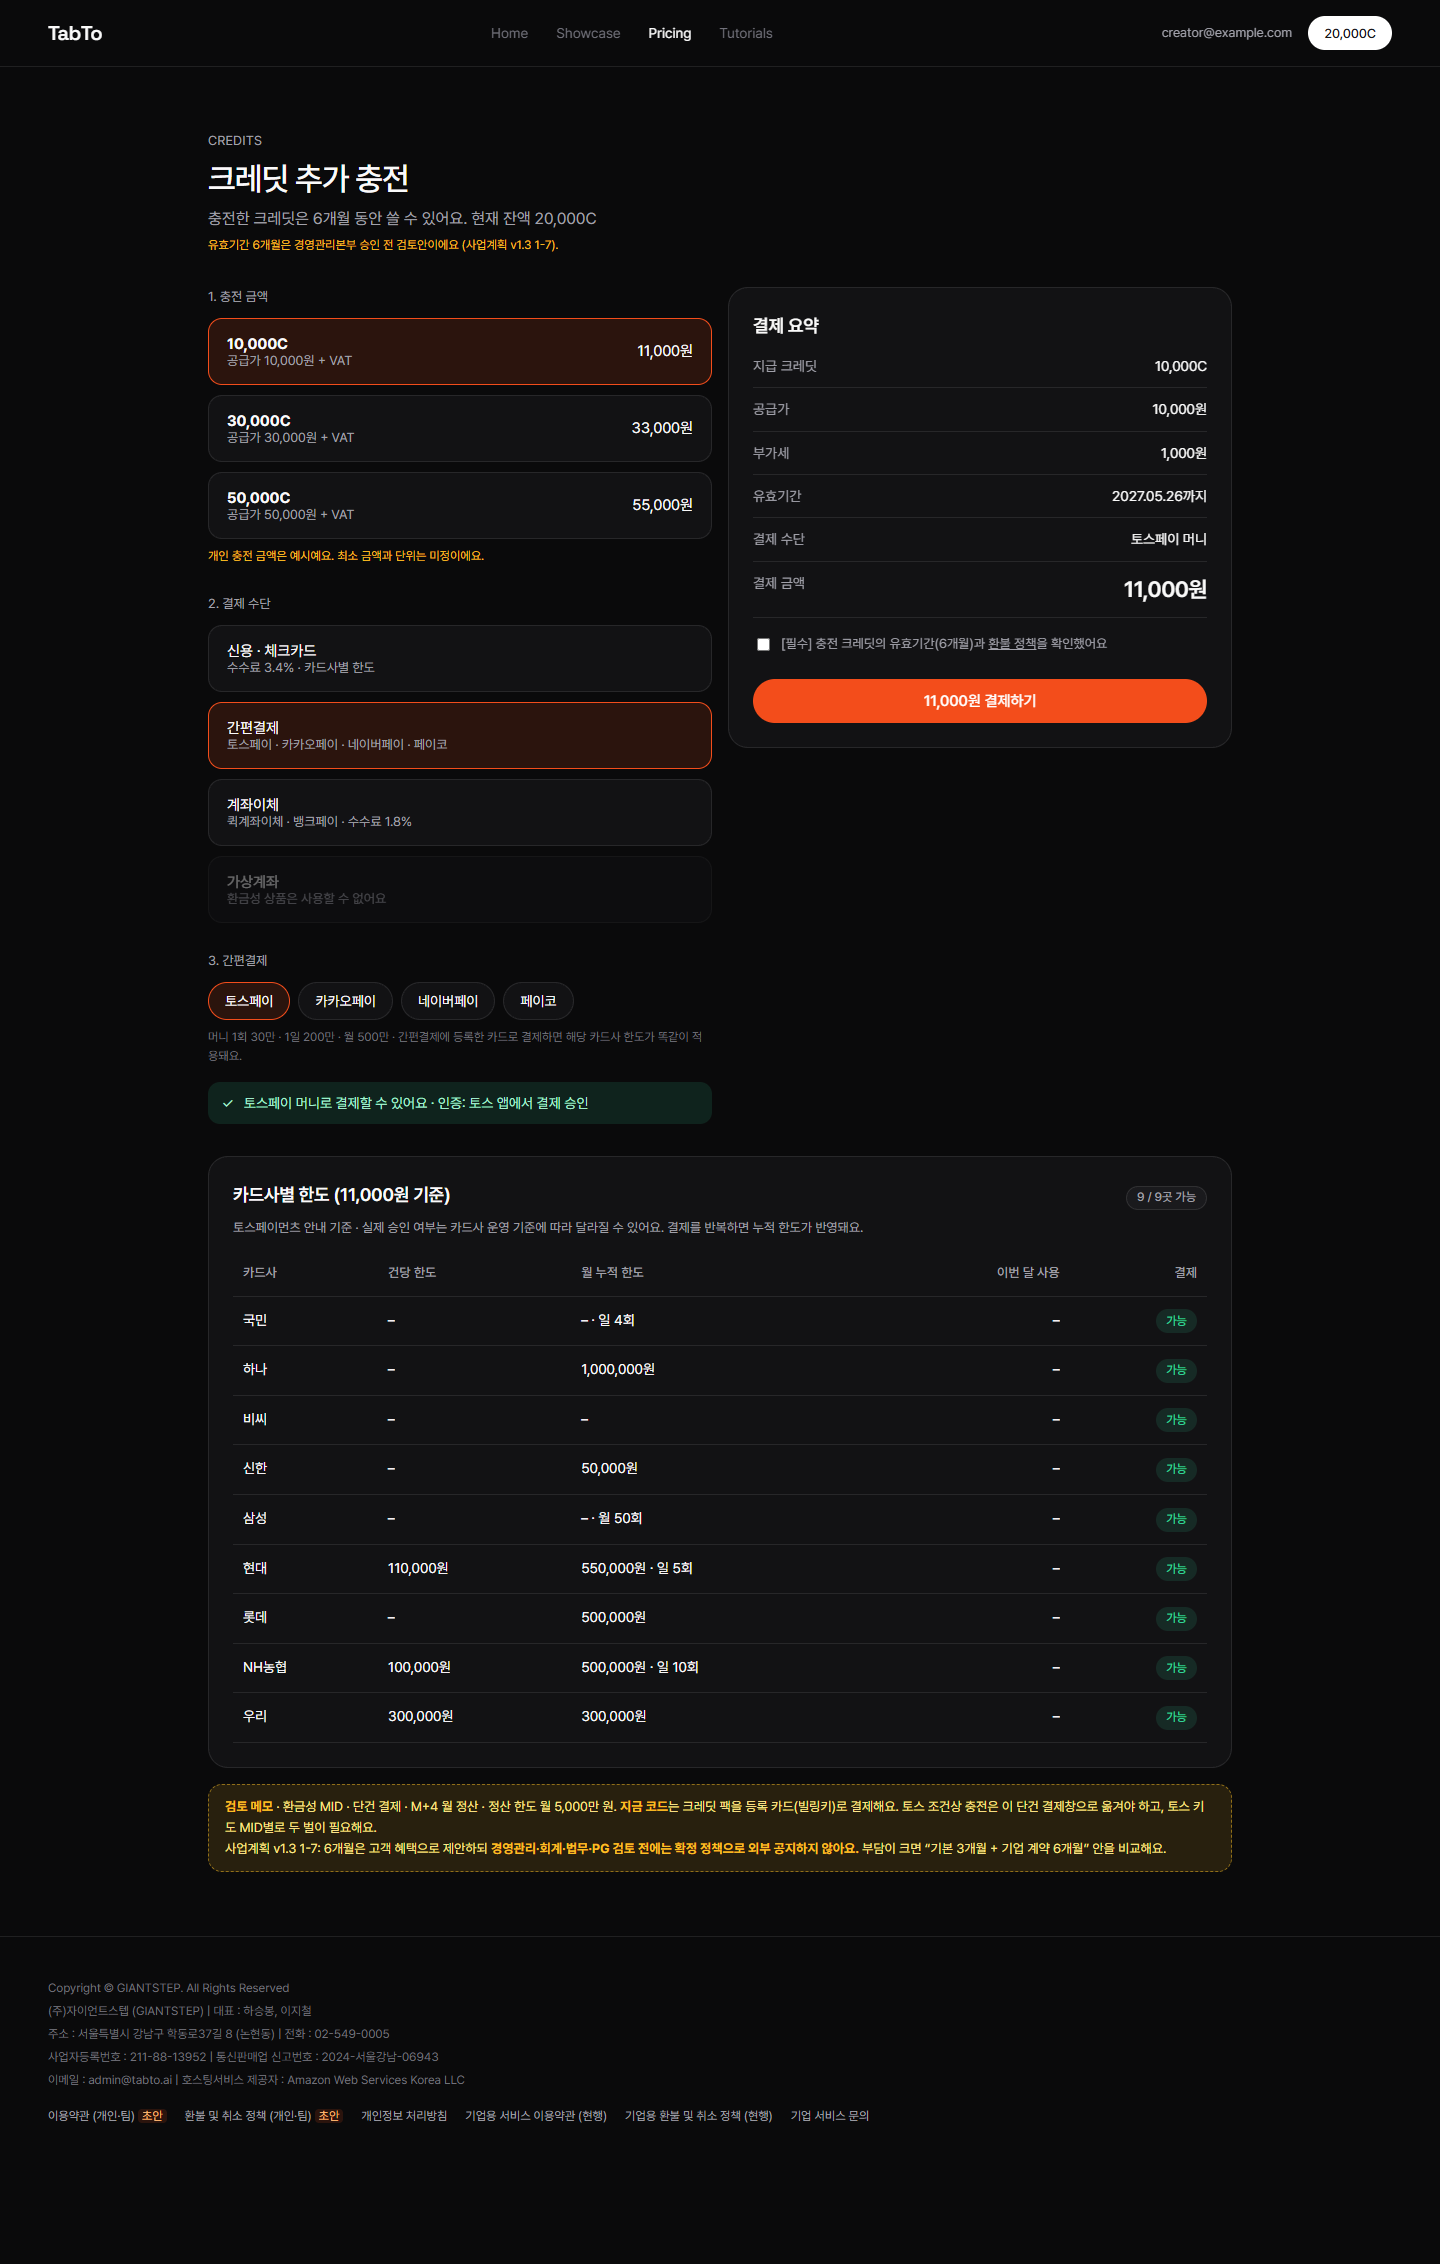 TabTo
Home Showcase Pricing Tutorials
creator@example.com 20,000C
CREDITS
크레딧 추가 충전
충전한 크레딧은 6개월 동안 쓸 수 있어요. 현재 잔액 20,000C
유효기간 6개월은 경영관리본부 승인 전 검토안이에요 (사업계획 v1.3 1-7).
1. 충전 금액
10,000C
공급가 10,000원 + VAT
11,000원
30,000C
공급가 30,000원 + VAT
33,000원
50,000C
공급가 50,000원 + VAT
55,000원
개인 충전 금액은 예시예요. 최소 금액과 단위는 미정이에요.
2. 결제 수단
신용 · 체크카드
수수료 3.4% · 카드사별 한도
간편결제
토스페이 · 카카오페이 · 네이버페이 · 페이코
계좌이체
퀵계좌이체 · 뱅크페이 · 수수료 1.8%
가상계좌
환금성 상품은 사용할 수 없어요
3. 간편결제
토스페이 카카오페이 네이버페이 페이코
머니 1회 30만 · 1일 200만 · 월 500만 · 간편결제에 등록한 카드로 결제하면 해당 카드사 한도가 똑같이 적
용돼요.
✓ 토스페이 머니로 결제할 수 있어요 · 인증: 토스 앱에서 결제 승인
결제 요약
지급 크레딧 10,000C
공급가 10,000원
부가세 1,000원
유효기간 2027.05.26까지
결제 수단 토스페이 머니
결제 금액 11,000원
[필수] 충전 크레딧의 유효기간(6개월)과 환불 정책을 확인했어요
11,000원 결제하기
카드사별 한도 (11,000원 기준)
9 / 9곳 가능
토스페이먼츠 안내 기준 · 실제 승인 여부는 카드사 운영 기준에 따라 달라질 수 있어요. 결제를 반복하면 누적 한도가 반영돼요.
카드사 건당 한도 월 누적 한도 이번 달 사용 결제
국민 – – · 일 4회 – 가능
하나 – 1,000,000원 – 가능
비씨 – – – 가능
신한 – 50,000원 – 가능
삼성 – – · 월 50회 – 가능
현대 110,000원 550,000원 · 일 5회 – 가능
롯데 – 500,000원 – 가능
NH농협 100,000원 500,000원 · 일 10회 – 가능
우리 300,000원 300,000원 – 가능
검토 메모 · 환금성 MID · 단건 결제 · M+4 월 정산 · 정산 한도 월 5,000만 원. 지금 코드는 크레딧 팩을 등록 카드(빌링키)로 결제해요. 토스 조건상 충전은 이 단건 결제창으로 옮겨야 하고, 토스 키
도 MID별로 두 벌이 필요해요.
사업계획 v1.3 1-7: 6개월은 고객 혜택으로 제안하되 경영관리·회계·법무·PG 검토 전에는 확정 정책으로 외부 공지하지 않아요. 부담이 크면 “기본 3개월 + 기업 계약 6개월” 안을 비교해요.
Copyright © GIANTSTEP. All Rights Reserved
(주)자이언트스텝 (GIANTSTEP) | 대표 : 하승봉, 이지철
주소 : 서울특별시 강남구 학동로37길 8 (논현동) | 전화 : 02-549-0005
사업자등록번호 : 211-88-13952 | 통신판매업 신고번호 : 2024-서울강남-06943
이메일 : admin@tabto.ai | 호스팅서비스 제공자 : Amazon Web Services Korea LLC
이용약관 (개인·팀) 초안 환불 및 취소 정책 (개인·팀) 초안 개인정보 처리방침 기업용 서비스 이용약관 (현행) 기업용 환불 및 취소 정책 (현행) 기업 서비스 문의